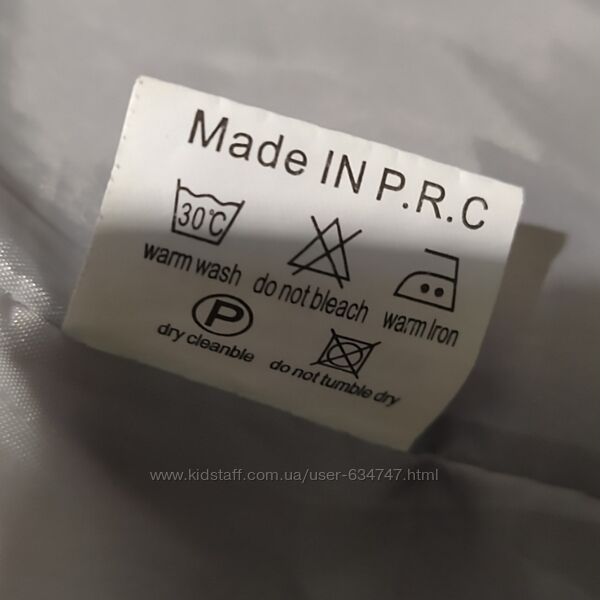 Made IN P.R.C
30℃
warm wash do not bleach warm Iron
P
dry cleanble do not tumble dry
www.kidstaff.com.ua/user-634747.html